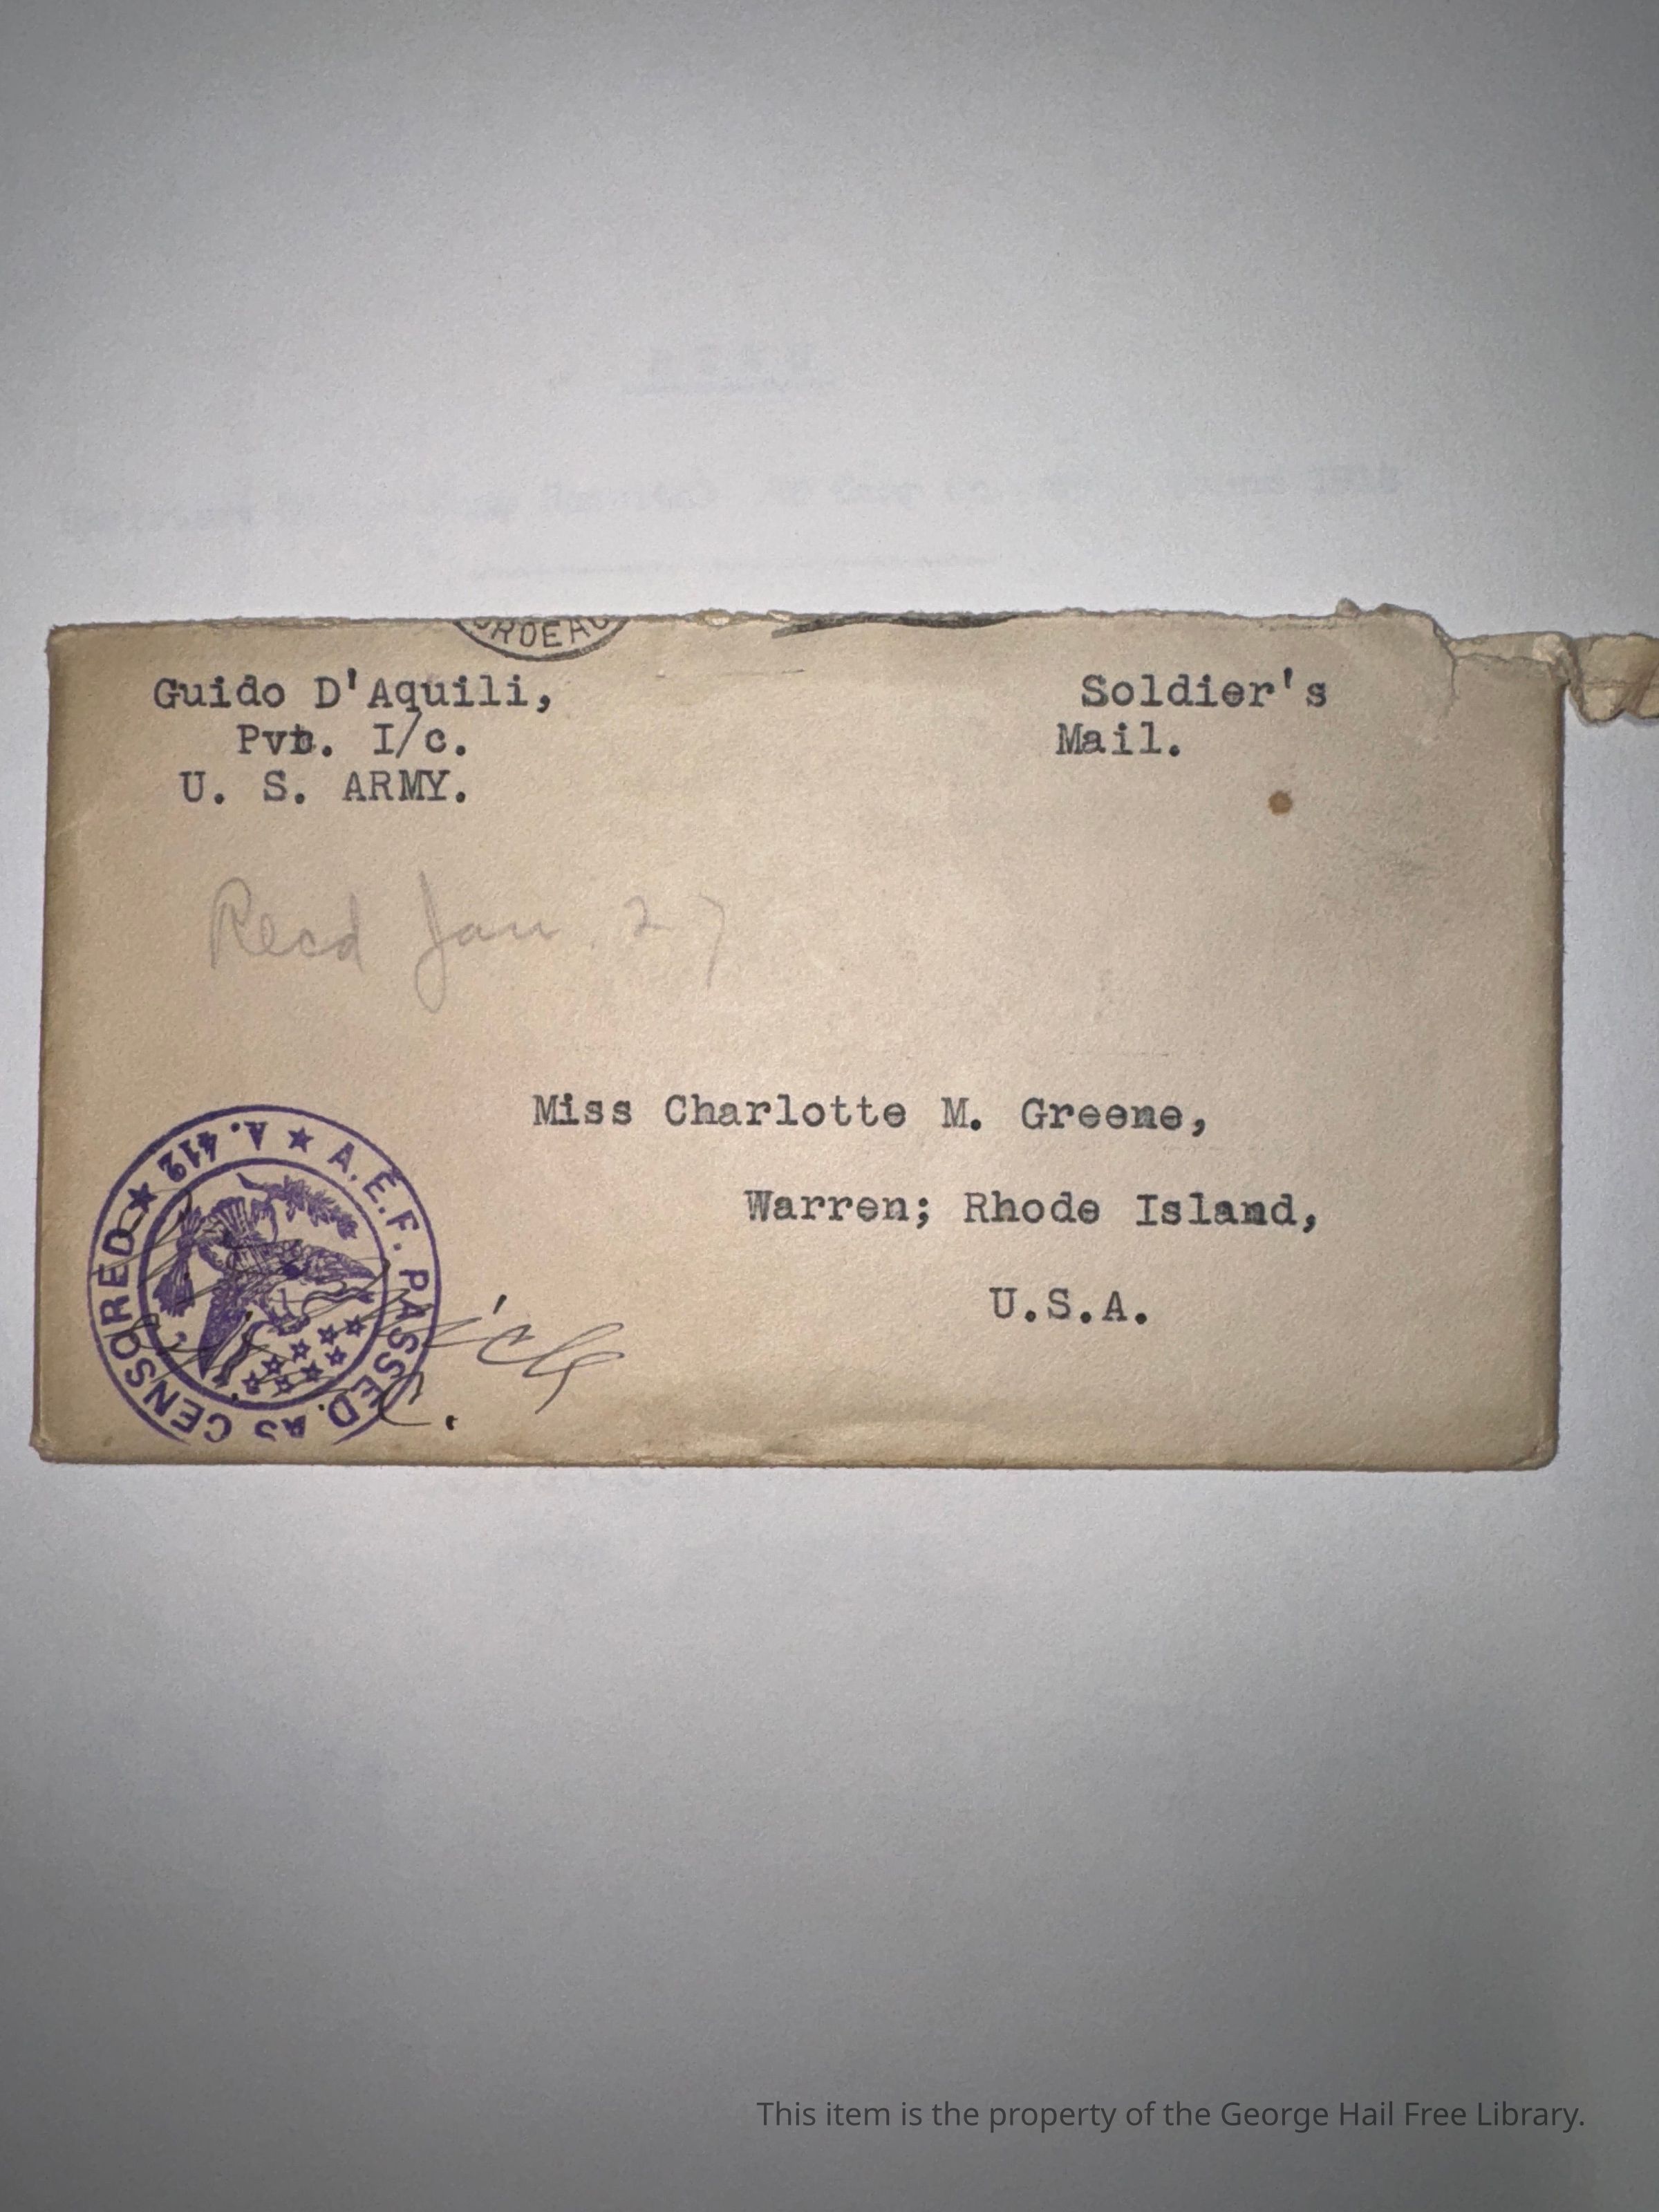 Guido D'Aquili,
Pvt. I/c.
U. S. ARMY.
Soldier's
Mail.
Recd Jan. 27
Miss Charlotte M. Greene,
Warren; Rhode Island,
U.S.A.
A.E.F. PASSED AS CENSORED ★ A. 412 ★
This item is the property of the George Hail Free Library.